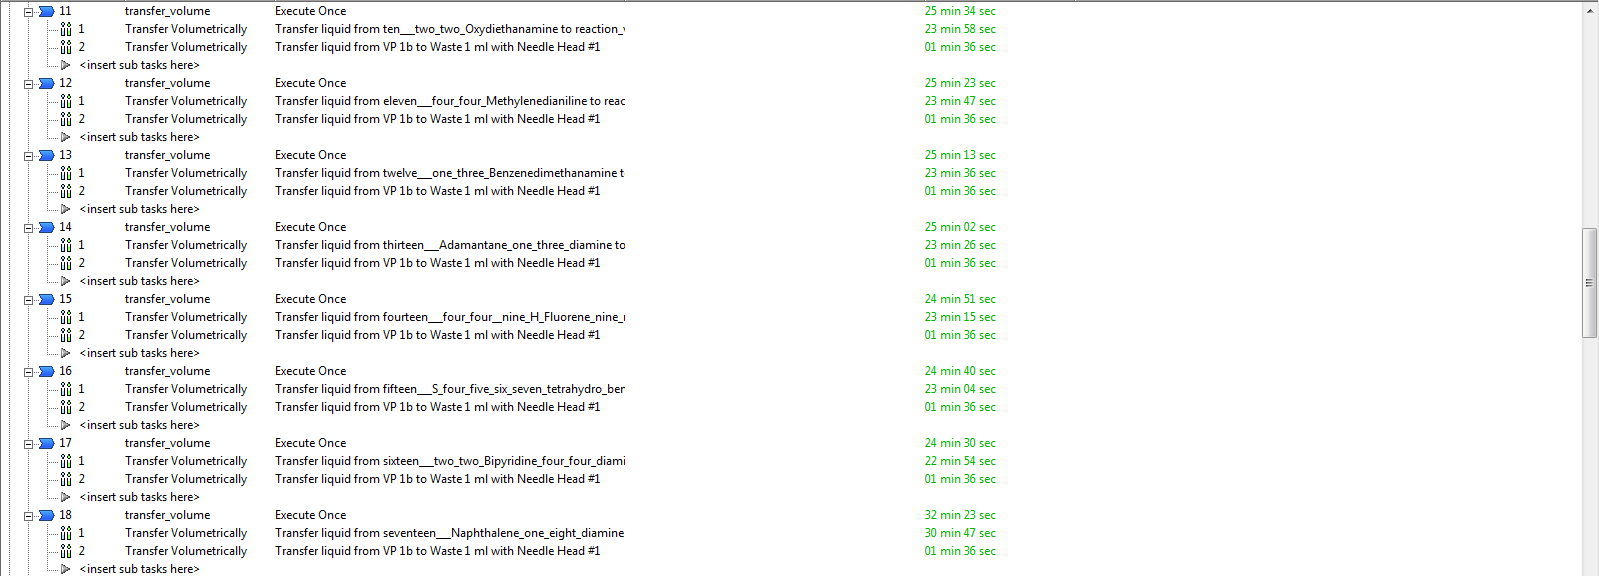 11 transfer_volume Execute Once 25 min 34 sec
1 Transfer Volumetrically Transfer liquid from ten___two_two_Oxydiethanamine to reaction_v 23 min 58 sec
2 Transfer Volumetrically Transfer liquid from VP 1b to Waste 1 ml with Needle Head #1 01 min 36 sec
<insert sub tasks here>
12 transfer_volume Execute Once 25 min 23 sec
1 Transfer Volumetrically Transfer liquid from eleven___four_four_Methylenedianiline to reac 23 min 47 sec
2 Transfer Volumetrically Transfer liquid from VP 1b to Waste 1 ml with Needle Head #1 01 min 36 sec
<insert sub tasks here>
13 transfer_volume Execute Once 25 min 13 sec
1 Transfer Volumetrically Transfer liquid from twelve___one_three_Benzenedimethanamine t 23 min 36 sec
2 Transfer Volumetrically Transfer liquid from VP 1b to Waste 1 ml with Needle Head #1 01 min 36 sec
<insert sub tasks here>
14 transfer_volume Execute Once 25 min 02 sec
1 Transfer Volumetrically Transfer liquid from thirteen___Adamantane_one_three_diamine to 23 min 26 sec
2 Transfer Volumetrically Transfer liquid from VP 1b to Waste 1 ml with Needle Head #1 01 min 36 sec
<insert sub tasks here>
15 transfer_volume Execute Once 24 min 51 sec
1 Transfer Volumetrically Transfer liquid from fourteen___four_four__nine_H_Fluorene_nine_ 23 min 15 sec
2 Transfer Volumetrically Transfer liquid from VP 1b to Waste 1 ml with Needle Head #1 01 min 36 sec
<insert sub tasks here>
16 transfer_volume Execute Once 24 min 40 sec
1 Transfer Volumetrically Transfer liquid from fifteen___S_four_five_six_seven_tetrahydro_ben 23 min 04 sec
2 Transfer Volumetrically Transfer liquid from VP 1b to Waste 1 ml with Needle Head #1 01 min 36 sec
<insert sub tasks here>
17 transfer_volume Execute Once 24 min 30 sec
1 Transfer Volumetrically Transfer liquid from sixteen___two_two_Bipyridine_four_four_diami 22 min 54 sec
2 Transfer Volumetrically Transfer liquid from VP 1b to Waste 1 ml with Needle Head #1 01 min 36 sec
<insert sub tasks here>
18 transfer_volume Execute Once 32 min 23 sec
1 Transfer Volumetrically Transfer liquid from seventeen___Naphthalene_one_eight_diamine 30 min 47 sec
2 Transfer Volumetrically Transfer liquid from VP 1b to Waste 1 ml with Needle Head #1 01 min 36 sec
<insert sub tasks here>